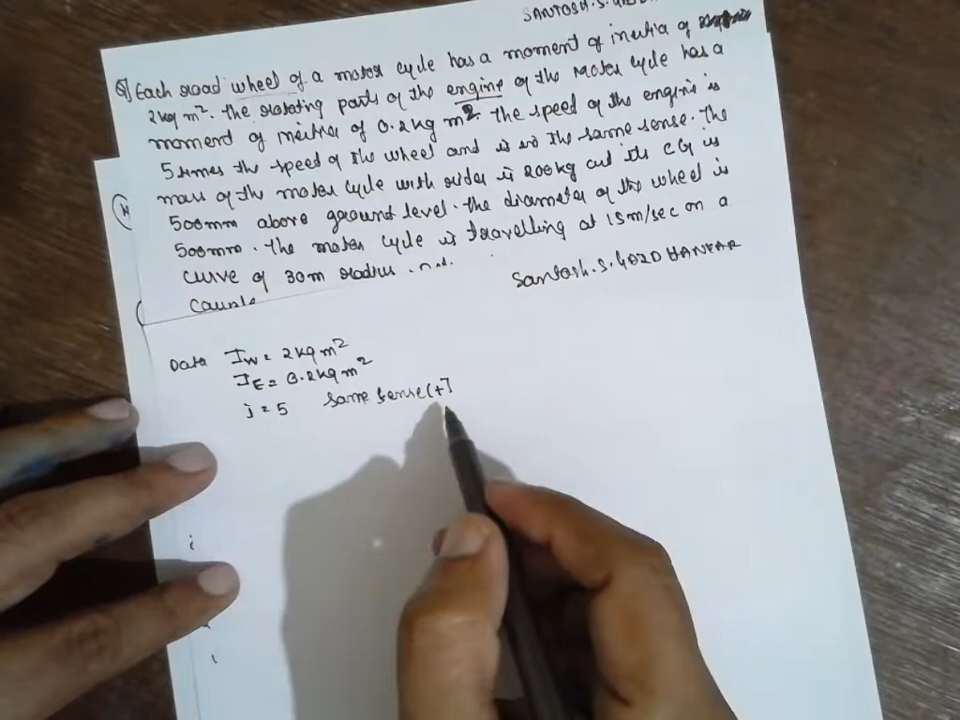 SANTOSH.S.
Q) Each road wheel of a motor cycle has a moment of inertia of
2kg m². the rotating parts of the engine of the motor cycle has a
moment of inertia of 0.2kg m². the speed of the engine is
5 times the speed of the wheel and is in the same sense. the
mass of the motor cycle with rider is 200kg and its CG is
500mm above ground level. the diameter of the wheel is
500mm. the motor cycle is travelling at 15m/sec on a
curve of 30m radius.
Santosh.S.
Data I_W = 2kg m²
I_E = 0.2kg m²
j = 5 same sense (+]